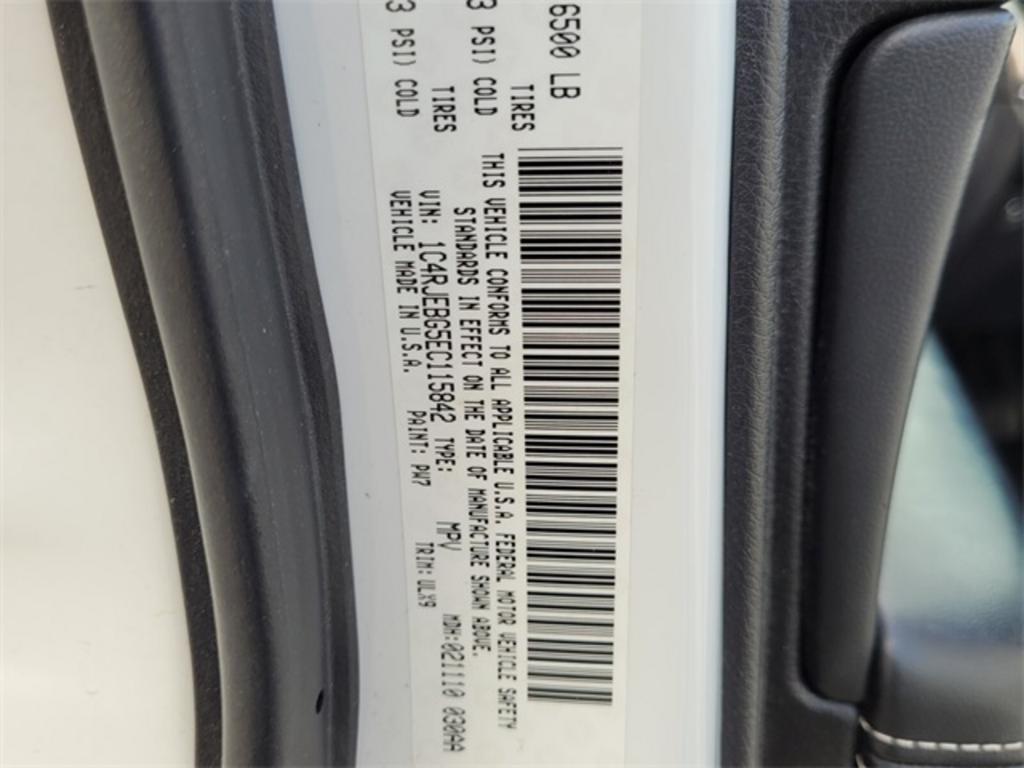 6500 LB
TIRES
3 PSI) COLD
TIRES
3 PSI) COLD
THIS VEHICLE CONFORMS TO ALL APPLICABLE U.S.A. FEDERAL MOTOR VEHICLE SAFETY
STANDARDS IN EFFECT ON THE DATE OF MANUFACTURE SHOWN ABOVE.
VIN: 1C4RJEBG5EC115842 TYPE: MPV MDH:021110 030AA
VEHICLE MADE IN U.S.A. PAINT: PW7 TRIM: ULX9